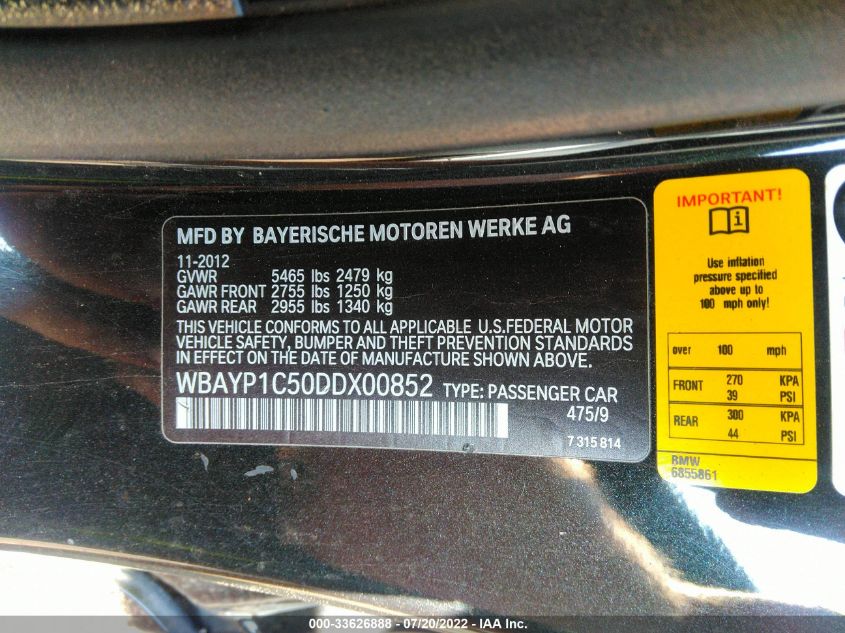 MFD BY BAYERISCHE MOTOREN WERKE AG
11-2012
GVWR 5465 lbs 2479 kg
GAWR FRONT 2755 lbs 1250 kg
GAWR REAR 2955 lbs 1340 kg
THIS VEHICLE CONFORMS TO ALL APPLICABLE U.S.FEDERAL MOTOR
VEHICLE SAFETY, BUMPER AND THEFT PREVENTION STANDARDS
IN EFFECT ON THE DATE OF MANUFACTURE SHOWN ABOVE.
WBAYP1C50DDX00852 TYPE: PASSENGER CAR
475/9
7 315 814
IMPORTANT!
i
Use inflation
pressure specified
above up to
100 mph only!
over 100 mph
FRONT 270 KPA
39 PSI
REAR 300 KPA
44 PSI
BMW
6855861
000-33626888 - 07/20/2022 - IAA Inc.